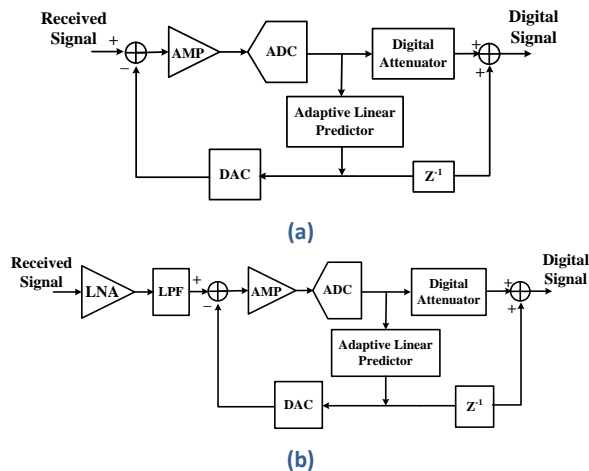 Received
Signal
+
−
AMP
ADC
Digital
Attenuator
Digital
Signal
+
+
Adaptive Linear
Predictor
DAC
Z⁻¹
(a)
Received
Signal
LNA
LPF
+
−
AMP
ADC
Digital
Attenuator
Digital
Signal
+
+
Adaptive Linear
Predictor
DAC
Z⁻¹
(b)